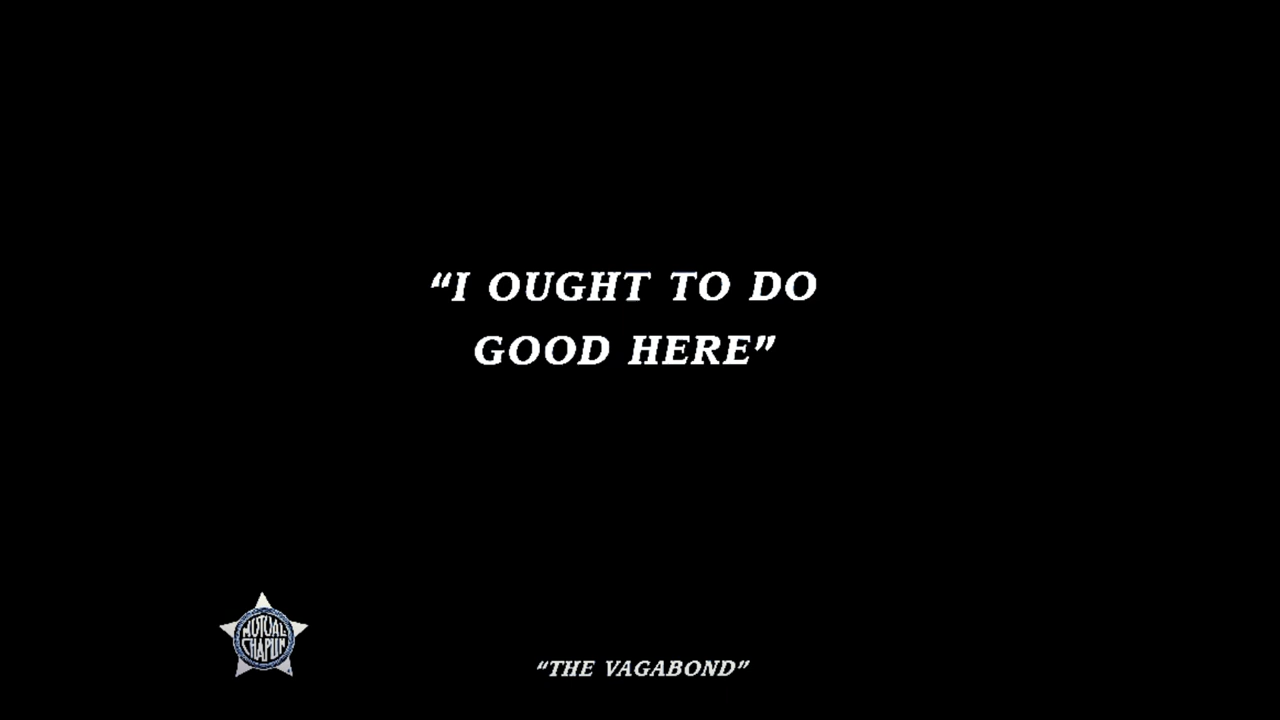 “I OUGHT TO DO
GOOD HERE”
MUTUAL
CHAPLIN
“THE VAGABOND”